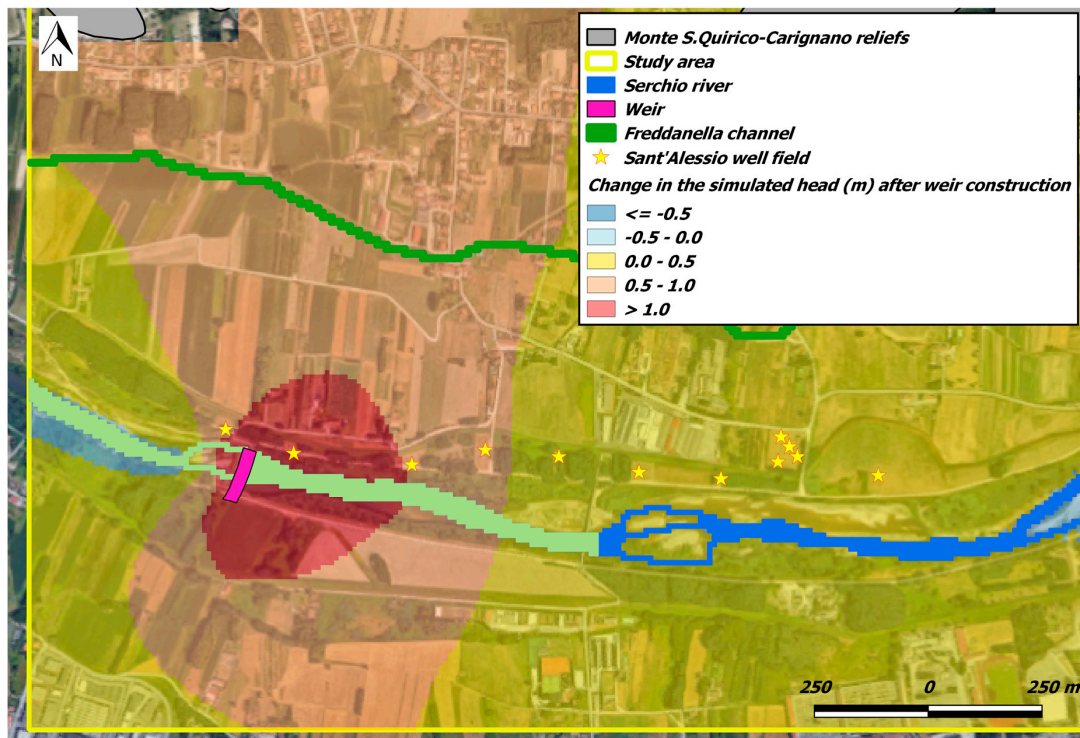 N
Monte S.Quirico-Carignano reliefs
Study area
Serchio river
Weir
Freddanella channel
Sant'Alessio well field
Change in the simulated head (m) after weir construction
<= -0.5
-0.5 - 0.0
0.0 - 0.5
0.5 - 1.0
> 1.0
250 0 250 m